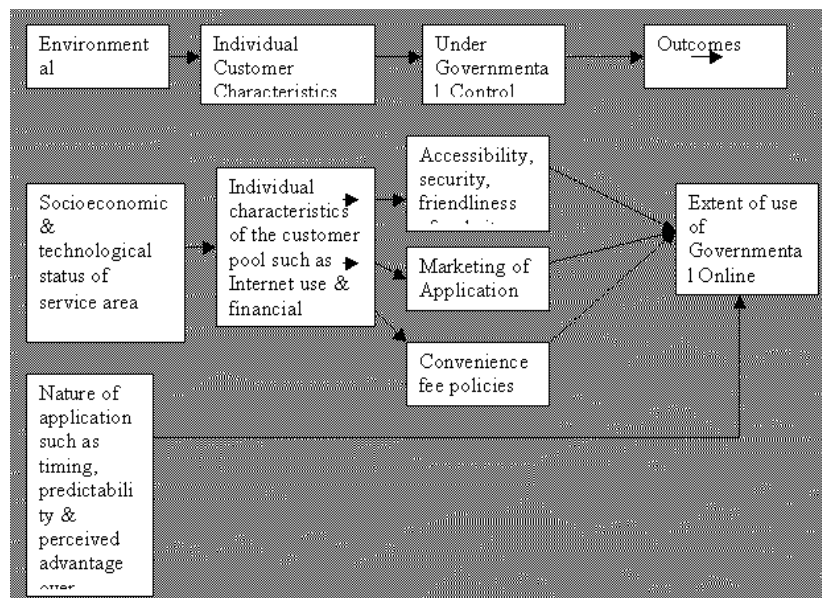 Environment
al
Individual
Customer
Characteristics
Under
Governmenta
l Control
Outcomes
Socioeconomic
&
technological
status of
service area
Individual
characteristics
of the customer
pool such as
Internet use &
financial
Accessibility,
security,
friendliness
Marketing of
Application
Convenience
fee policies
Extent of use
of
Governmenta
l Online
Nature of
application
such as
timing,
predictabili
ty &
perceived
advantage
over